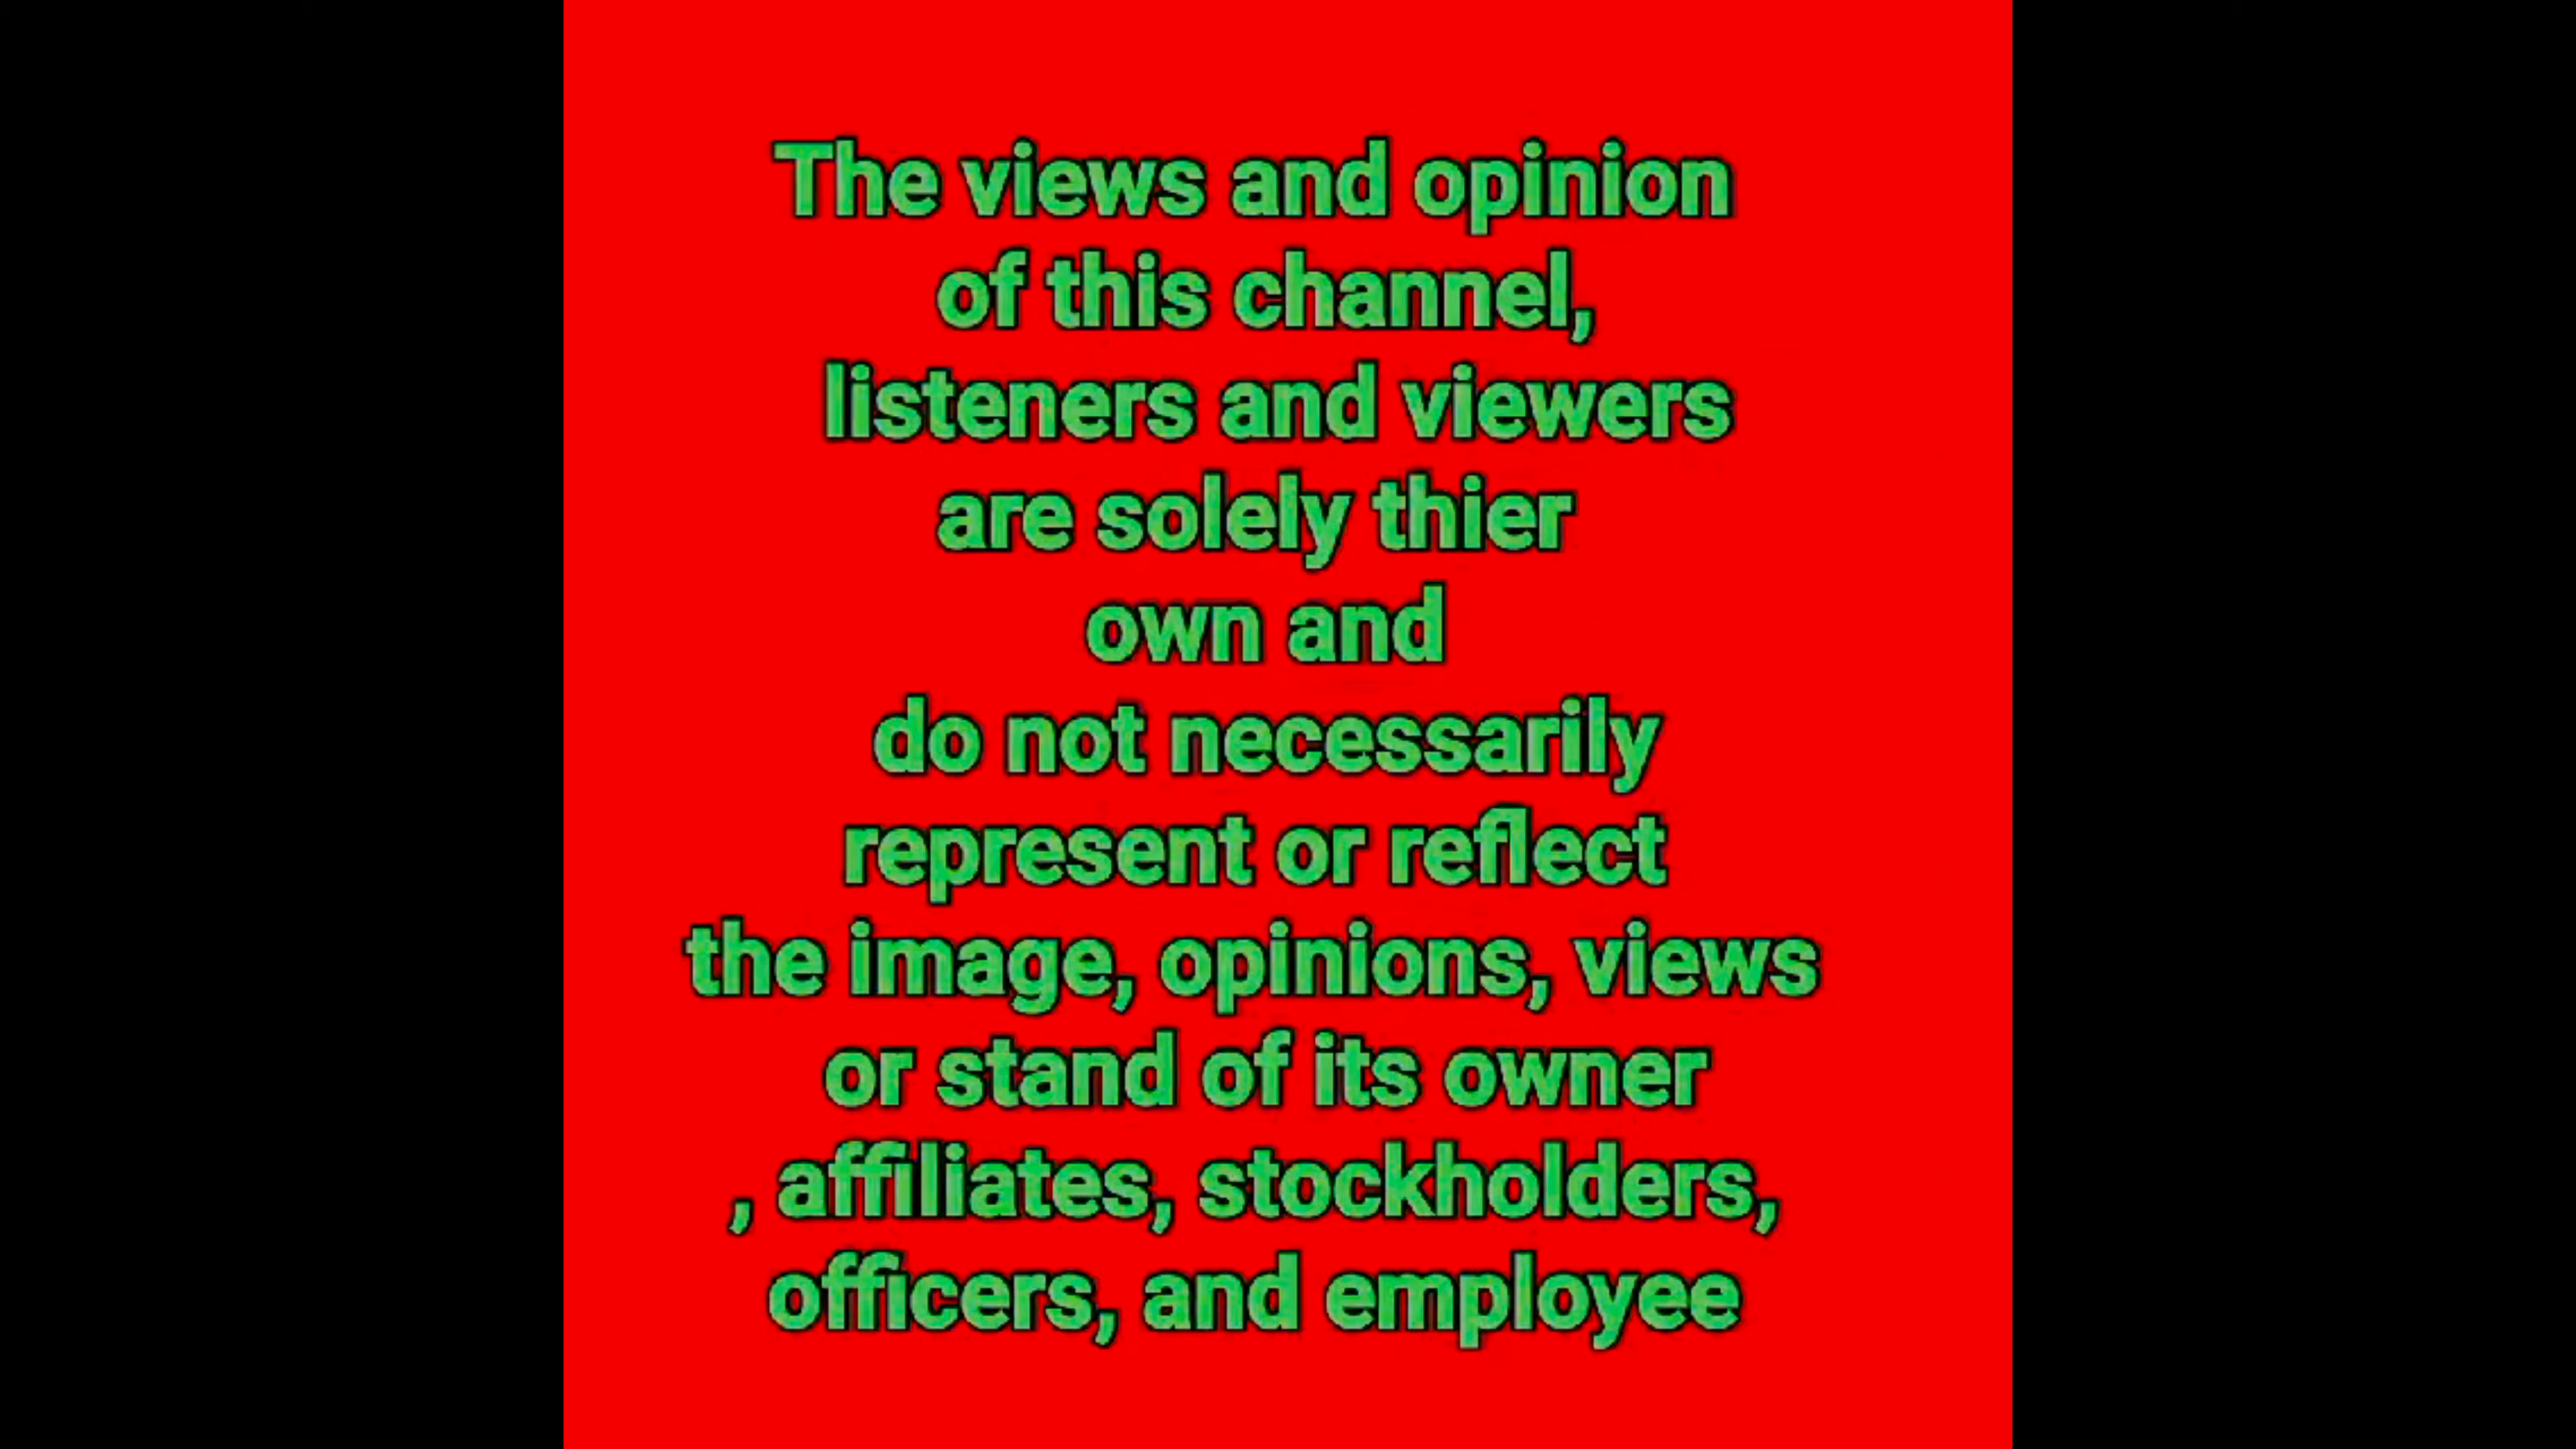 The views and opinion
of this channel,
listeners and viewers
are solely thier
own and
do not necessarily
represent or reflect
the image, opinions, views
or stand of its owner
, affiliates, stockholders,
officers, and employee